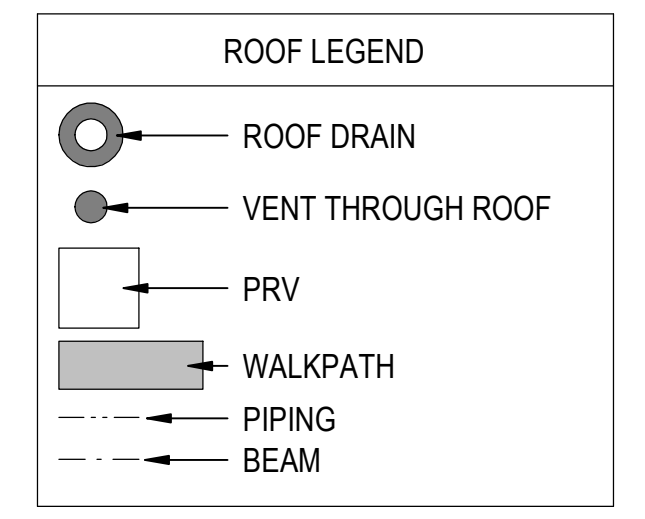 ROOF LEGEND
ROOF DRAIN
VENT THROUGH ROOF
PRV
WALKPATH
PIPING
BEAM